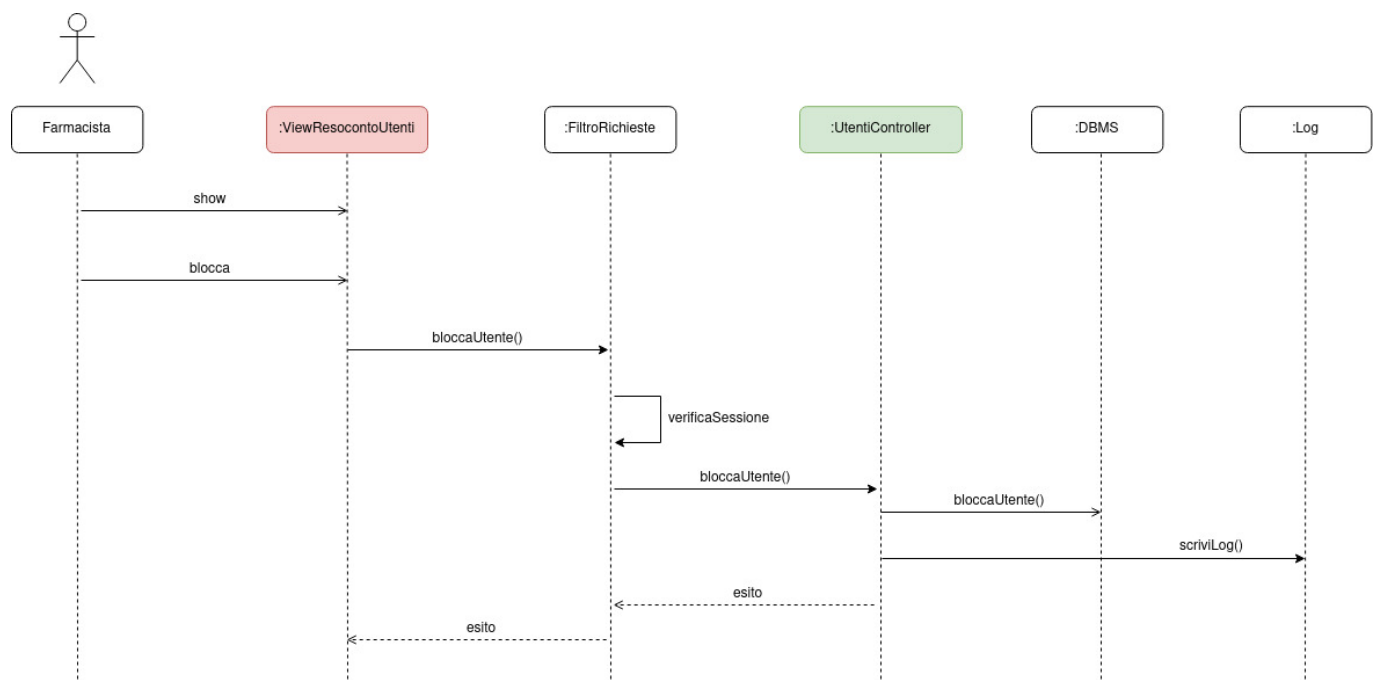 Farmacista
:ViewResocontoUtenti
:FiltroRichieste
:UtentiController
:DBMS
:Log
show
blocca
bloccaUtente()
verificaSessione
bloccaUtente()
bloccaUtente()
scriviLog()
esito
esito